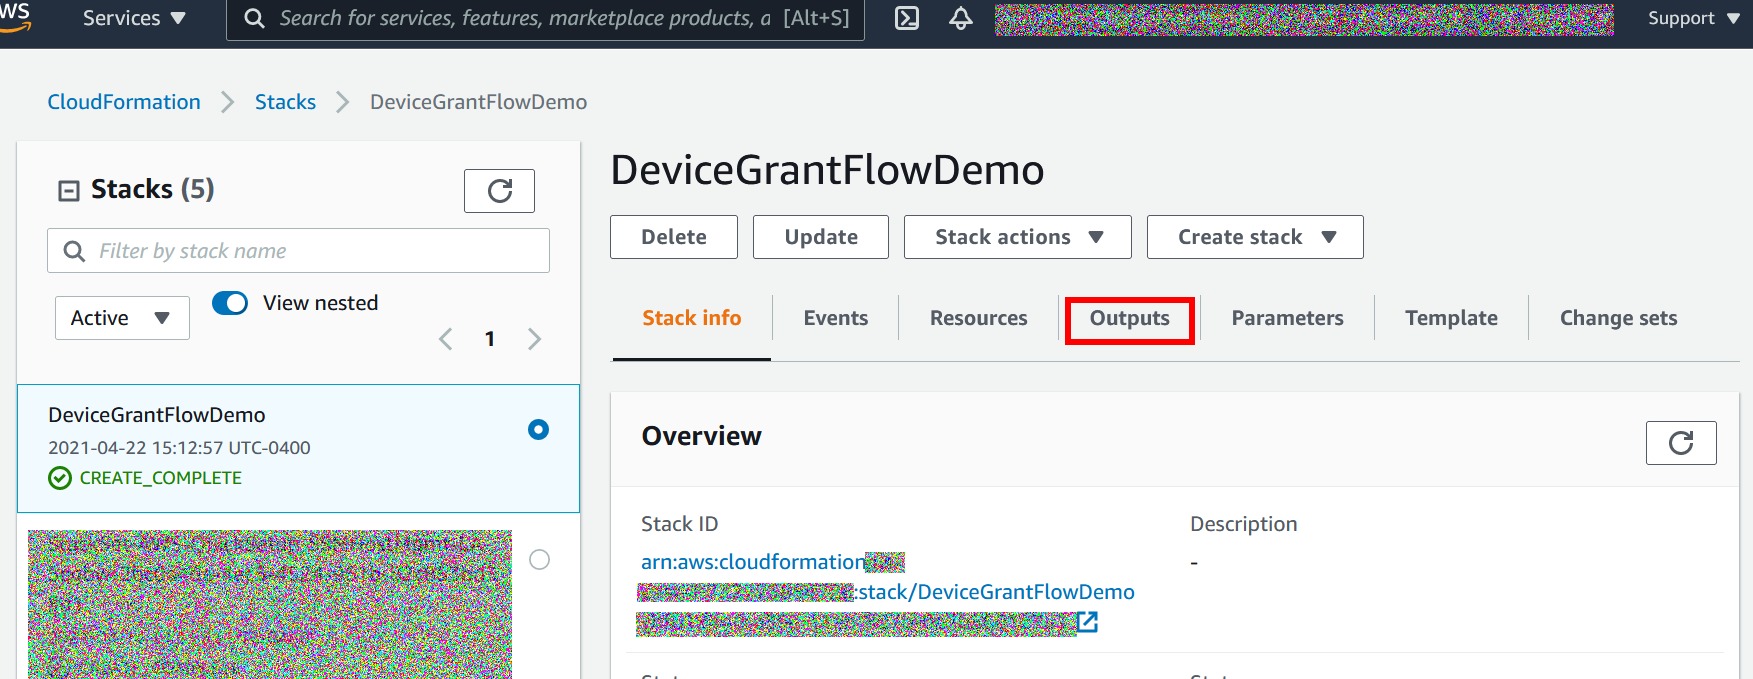 WS Services Search for services, features, marketplace products, a [Alt+S] Support
CloudFormation Stacks DeviceGrantFlowDemo
Stacks (5)
Filter by stack name
Active View nested
1
DeviceGrantFlowDemo
2021-04-22 15:12:57 UTC-0400
CREATE_COMPLETE
DeviceGrantFlowDemo
Delete Update Stack actions Create stack
Stack info Events Resources Outputs Parameters Template Change sets
Overview
Stack ID
arn:aws:cloudformation
:stack/DeviceGrantFlowDemo
Description
-